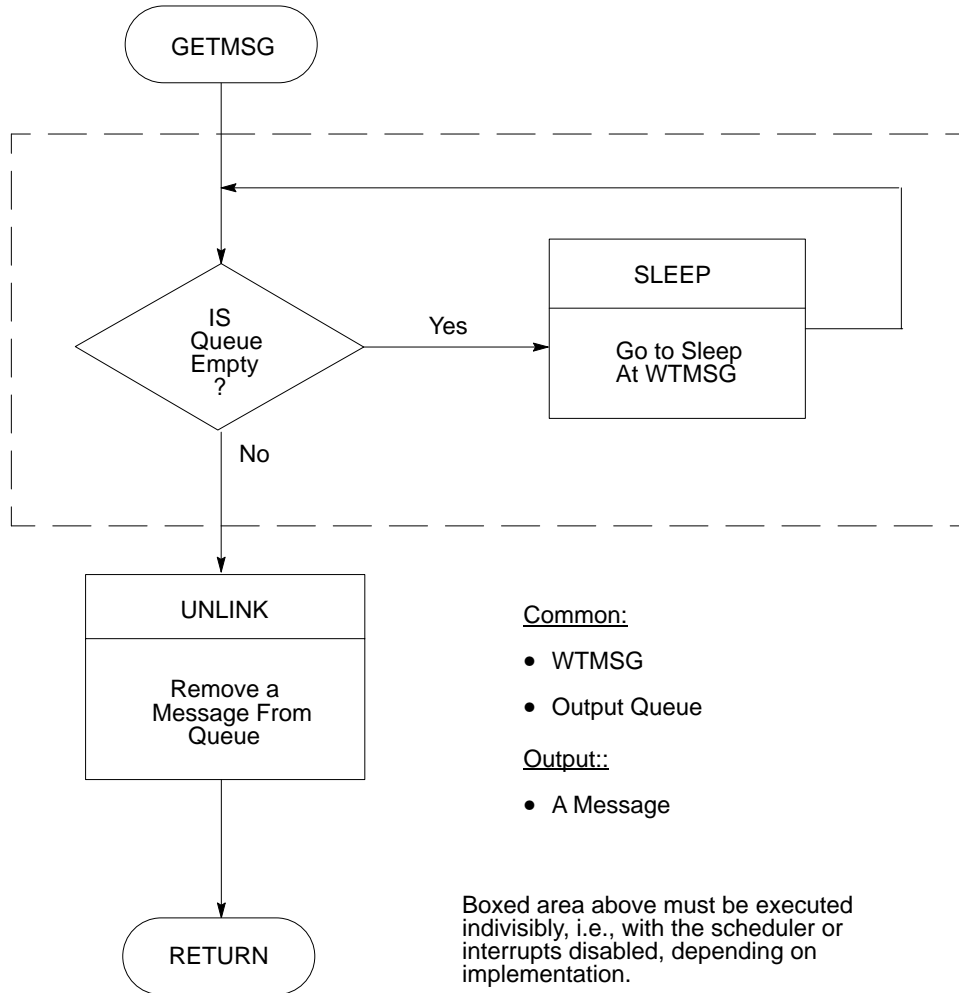 GETMSG
IS
Queue
Empty
?
Yes
SLEEP
Go to Sleep
At WTMSG
No
UNLINK
Remove a
Message From
Queue
Common:
• WTMSG
• Output Queue
Output::
• A Message
RETURN
Boxed area above must be executed
indivisibly, i.e., with the scheduler or
interrupts disabled, depending on
implementation.